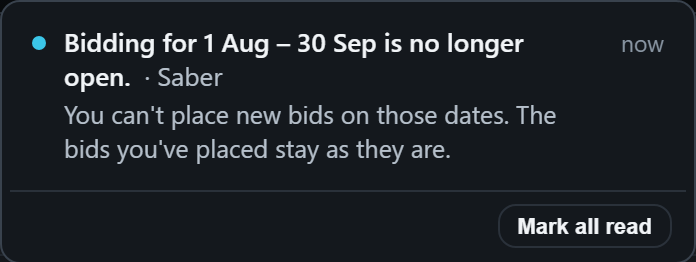 Bidding for 1 Aug – 30 Sep is no longer now
open. · Saber
You can't place new bids on those dates. The
bids you've placed stay as they are.
Mark all read